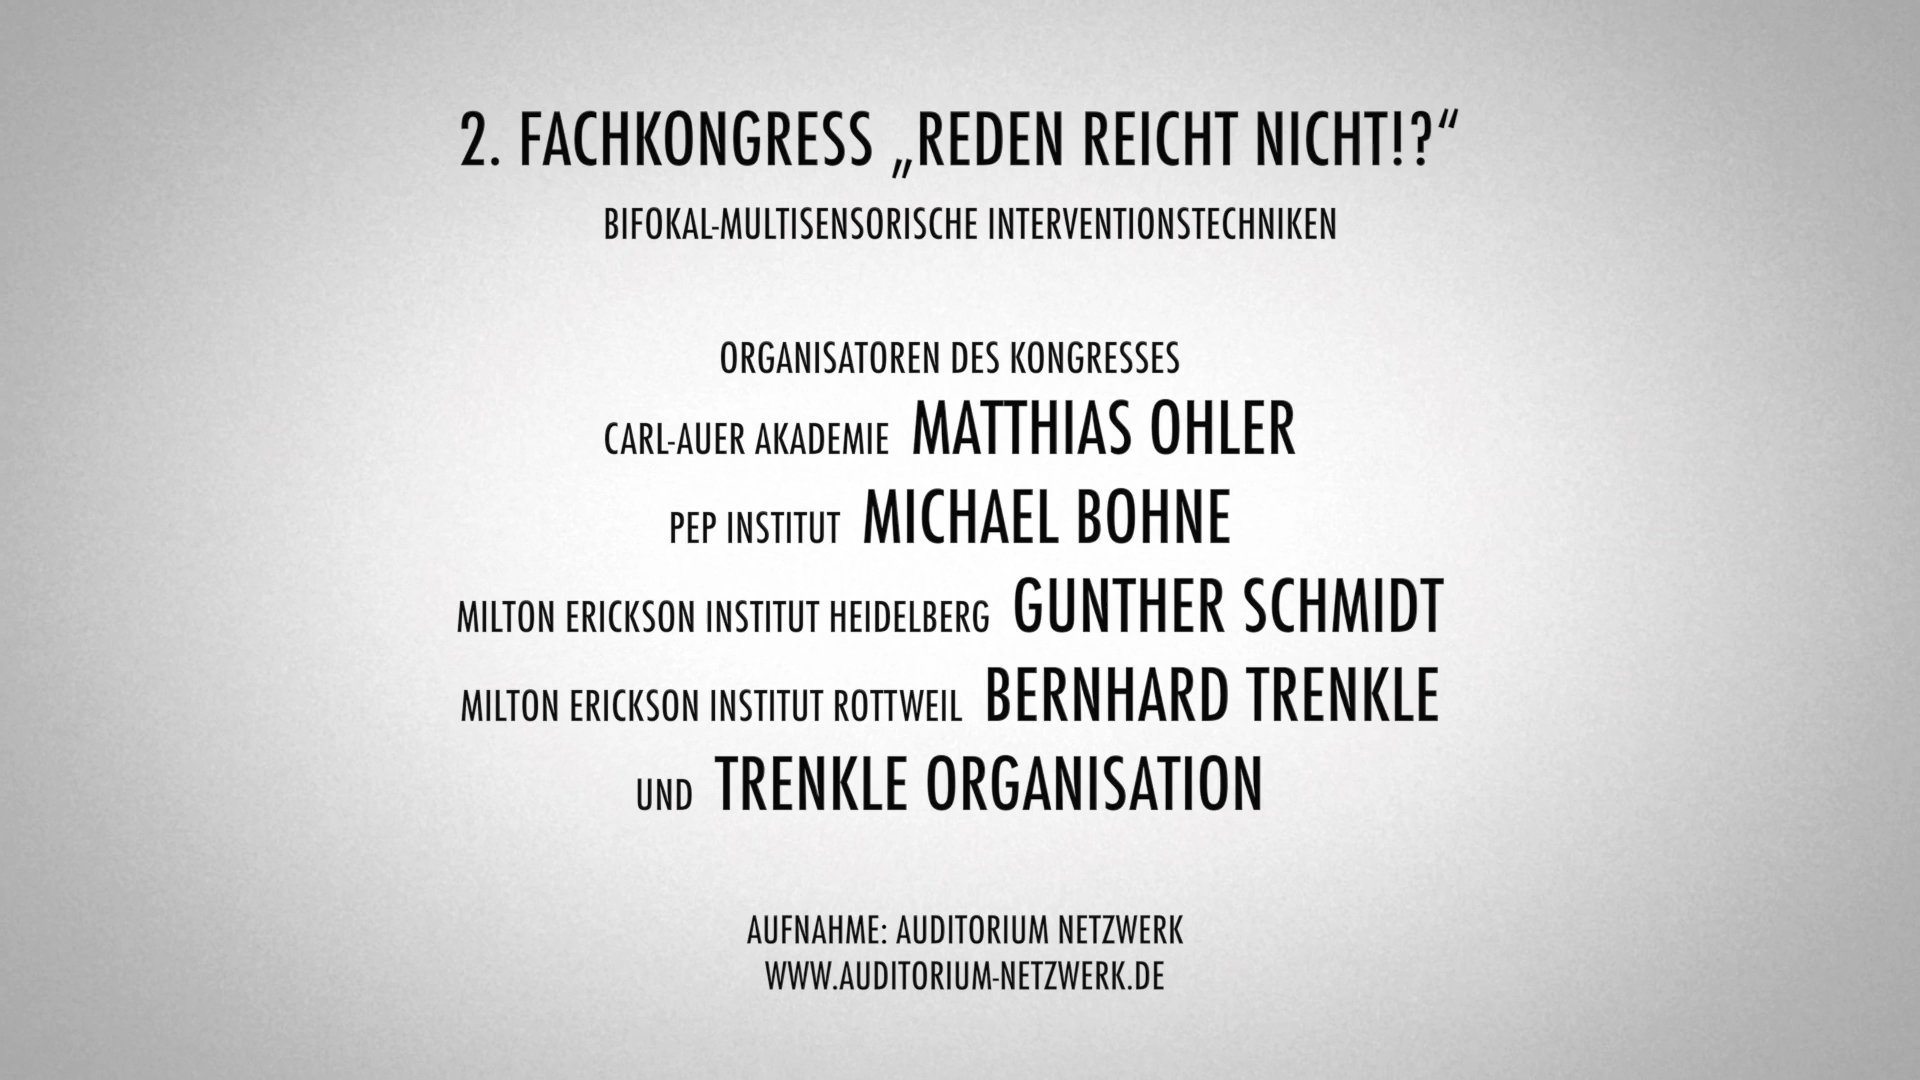 2. FACHKONGRESS „REDEN REICHT NICHT!?“
BIFOKAL-MULTISENSORISCHE INTERVENTIONSTECHNIKEN
ORGANISATOREN DES KONGRESSES
CARL-AUER AKADEMIE MATTHIAS OHLER
PEP INSTITUT MICHAEL BOHNE
MILTON ERICKSON INSTITUT HEIDELBERG GUNTHER SCHMIDT
MILTON ERICKSON INSTITUT ROTTWEIL BERNHARD TRENKLE
UND TRENKLE ORGANISATION
AUFNAHME: AUDITORIUM NETZWERK
WWW.AUDITORIUM-NETZWERK.DE